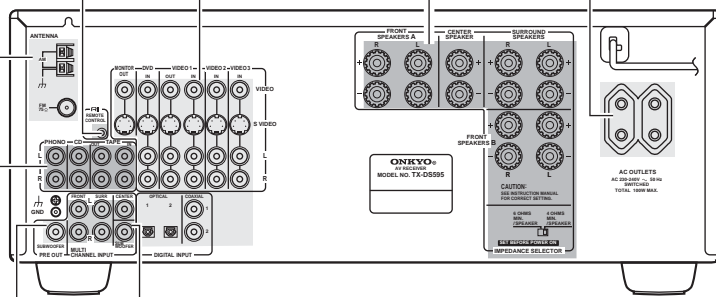 ANTENNA
AM
FM
75
REMOTE
CONTROL
MONITOR
OUT
DVD
IN
VIDEO 1
OUT
IN
VIDEO 2
IN
VIDEO 3
IN
VIDEO
S VIDEO
L
R
PHONO
CD
TAPE
IN
L
R
GND
FRONT
SURR
CENTER
L
R
SUB
WOOFER
SUBWOOFER
PRE OUT
MULTI
CHANNEL INPUT
OPTICAL
1
2
COAXIAL
1
2
DIGITAL INPUT
FRONT
SPEAKERS A
R
L
CENTER
SPEAKER
SURROUND
SPEAKERS
R
L
+
−
+
−
+
−
FRONT
SPEAKERS B
+
−
+
−
R
L
ONKYO®
AV RECEIVER
MODEL NO. TX-DS595
CAUTION:
SEE INSTRUCTION MANUAL
FOR CORRECT SETTING.
6 OHMS
MIN.
/SPEAKER
4 OHMS
MIN.
/SPEAKER
SET BEFORE POWER ON
IMPEDANCE SELECTOR
AC OUTLETS
AC 230-240V ~ 50 Hz
SWITCHED
TOTAL 100W MAX.